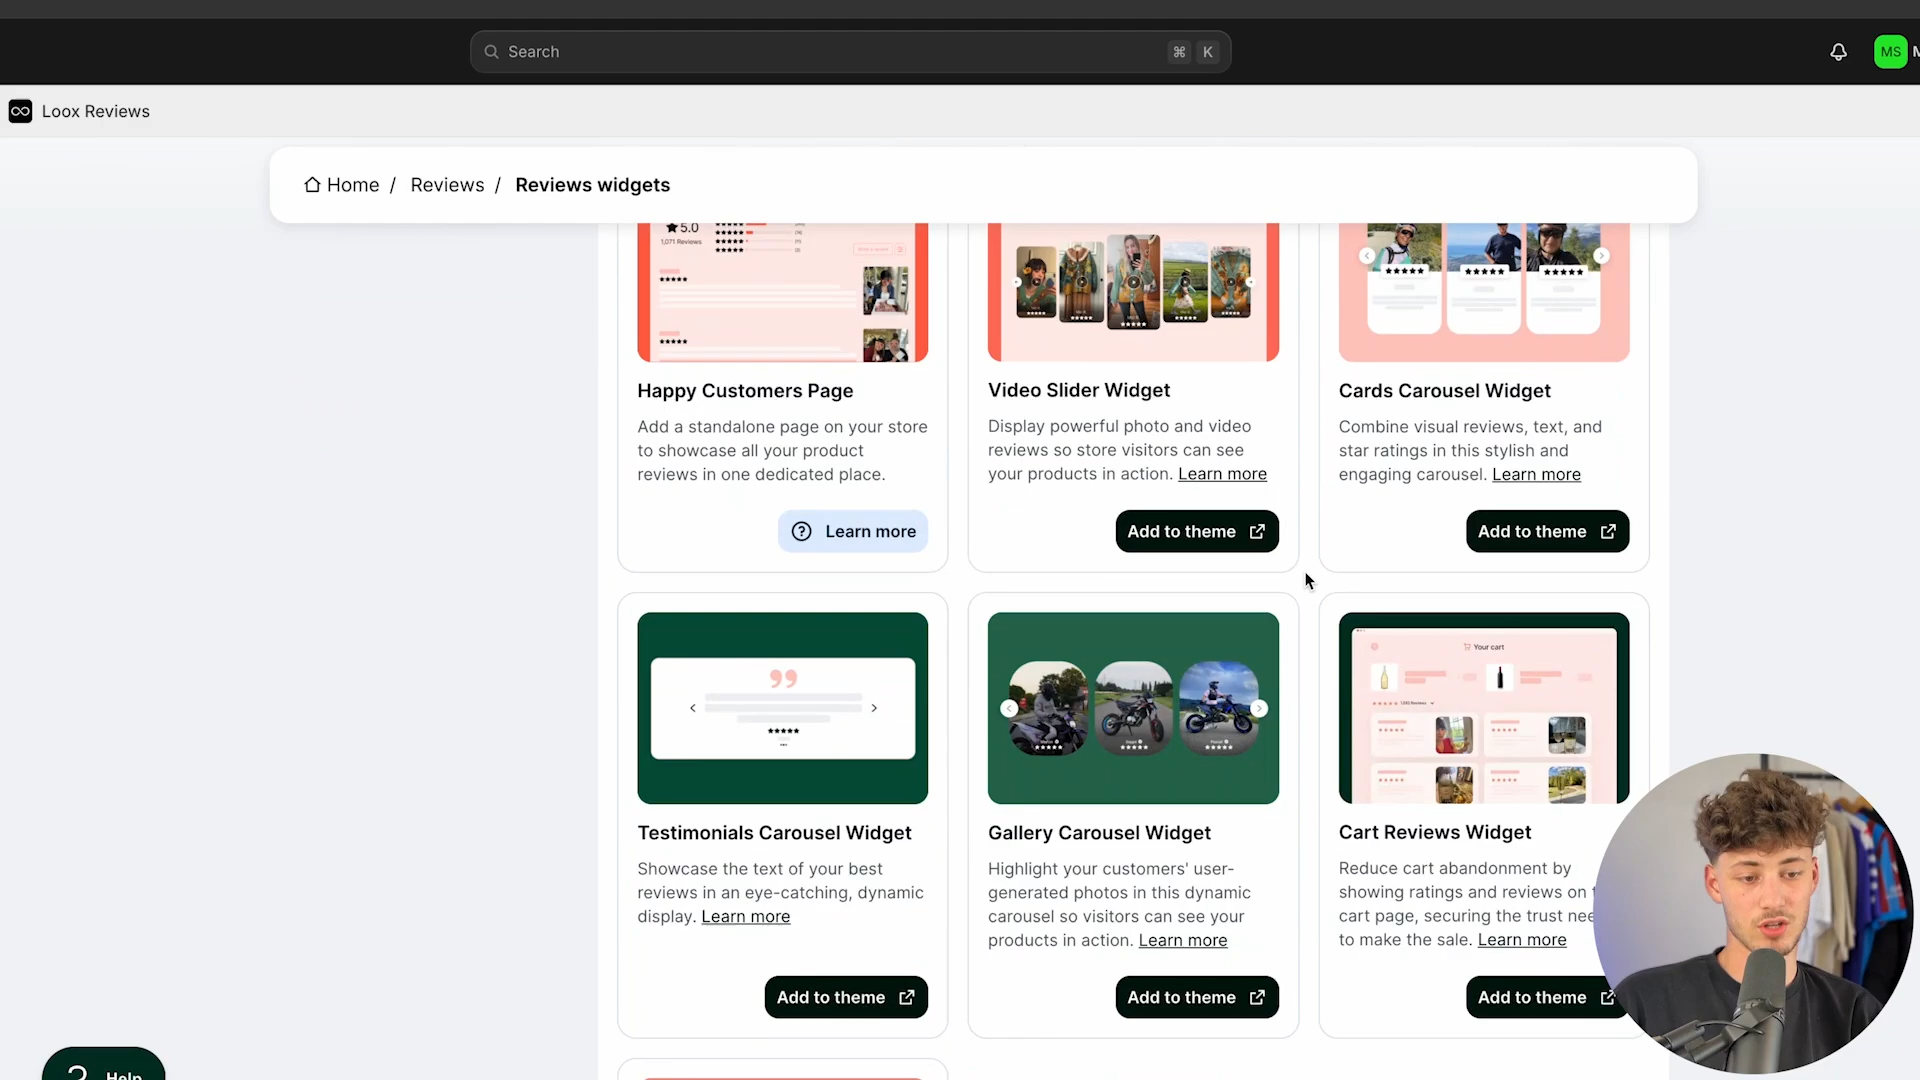 Search
⌘ K
MS
Loox Reviews
Home / Reviews / Reviews widgets
5.0
1,071 Reviews
Happy Customers Page
Add a standalone page on your store
to showcase all your product
reviews in one dedicated place.
Learn more
Video Slider Widget
Display powerful photo and video
reviews so store visitors can see
your products in action. Learn more
Add to theme
Cards Carousel Widget
Combine visual reviews, text, and
star ratings in this stylish and
engaging carousel. Learn more
Add to theme
Testimonials Carousel Widget
Showcase the text of your best
reviews in an eye-catching, dynamic
display. Learn more
Add to theme
Gallery Carousel Widget
Highlight your customers' user-
generated photos in this dynamic
carousel so visitors can see your
products in action. Learn more
Add to theme
Your cart
Cart Reviews Widget
Reduce cart abandonment by
showing ratings and reviews on
cart page, securing the trust
to make the sale. Learn more
Add to theme
Help